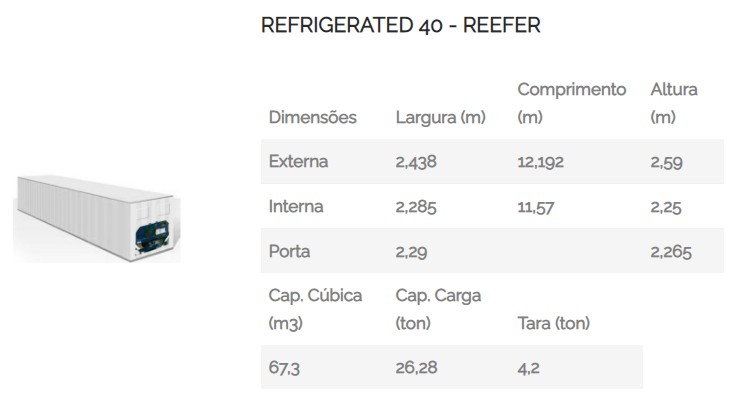 REFRIGERATED 40 - REEFER
Comprimento Altura
Dimensões Largura (m) (m) (m)
Externa 2,438 12,192 2,59
Interna 2,285 11,57 2,25
Porta 2,29 2,265
Cap. Cúbica Cap. Carga
(m3) (ton) Tara (ton)
67,3 26,28 4,2